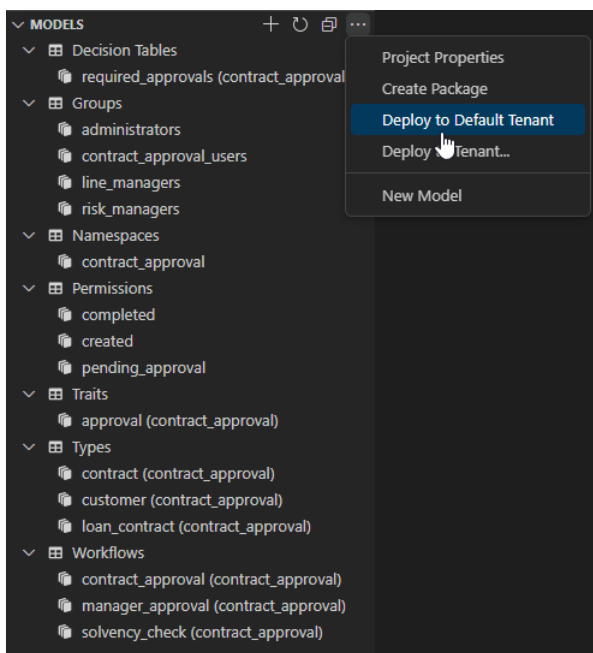 MODELS
Decision Tables
required_approvals (contract_approval
Groups
administrators
contract_approval_users
line_managers
risk_managers
Namespaces
contract_approval
Permissions
completed
created
pending_approval
Traits
approval (contract_approval)
Types
contract (contract_approval)
customer (contract_approval)
loan_contract (contract_approval)
Workflows
contract_approval (contract_approval)
manager_approval (contract_approval)
solvency_check (contract_approval)
Project Properties
Create Package
Deploy to Default Tenant
Deploy to Tenant...
New Model